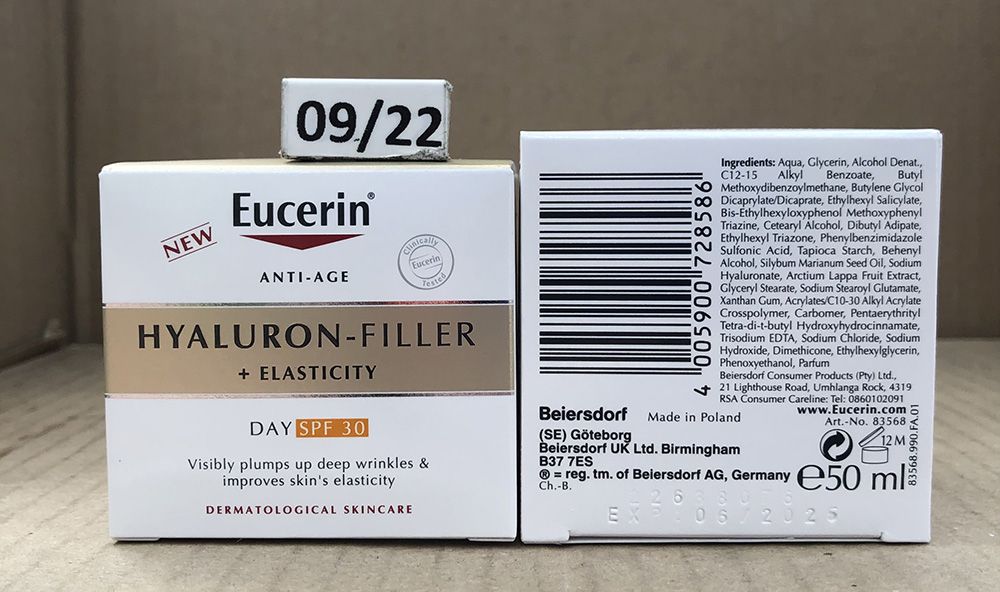 09/22
Eucerin®
NEW
Clinically
Eucerin
Tested
ANTI-AGE
HYALURON-FILLER
+ ELASTICITY
DAY SPF 30
Visibly plumps up deep wrinkles &
improves skin's elasticity
DERMATOLOGICAL SKINCARE
4 005900 728586
Ingredients: Aqua, Glycerin, Alcohol Denat.,
C12-15 Alkyl Benzoate, Butyl
Methoxydibenzoylmethane, Butylene Glycol
Dicaprylate/Dicaprate, Ethylhexyl Salicylate,
Bis-Ethylhexyloxyphenol Methoxyphenyl
Triazine, Cetearyl Alcohol, Dibutyl Adipate,
Ethylhexyl Triazone, Phenylbenzimidazole
Sulfonic Acid, Tapioca Starch, Behenyl
Alcohol, Silybum Marianum Seed Oil, Sodium
Hyaluronate, Arctium Lappa Fruit Extract,
Glyceryl Stearate, Sodium Stearoyl Glutamate,
Xanthan Gum, Acrylates/C10-30 Alkyl Acrylate
Crosspolymer, Carbomer, Pentaerythrityl
Tetra-di-t-butyl Hydroxyhydrocinnamate,
Trisodium EDTA, Sodium Chloride, Sodium
Hydroxide, Dimethicone, Ethylhexylglycerin,
Phenoxyethanol, Parfum
Beiersdorf Consumer Products (Pty) Ltd.,
21 Lighthouse Road, Umhlanga Rock, 4319
RSA Consumer Careline: Tel: 0860102091
www.Eucerin.com
Art.-No. 83568
Beiersdorf Made in Poland
(SE) Göteborg
Beiersdorf UK Ltd. Birmingham
B37 7ES
® = reg. tm. of Beiersdorf AG, Germany
Ch.-B.
12 M
℮50 ml
83568.990.FA.01
EXP:06/2025